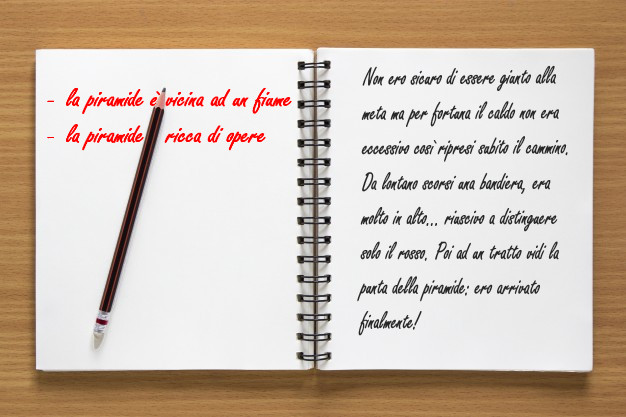 - la piramide è vicina ad un fiume
- la piramide ricca di opere
Non ero sicuro di essere giunto alla
meta ma per fortuna il caldo non era
eccessivo così ripresi subito il cammino.
Da lontano scorsi una bandiera, era
molto in alto... riuscivo a distinguere
solo il rosso. Poi ad un tratto vidi la
punta della piramide: ero arrivato
finalmente!